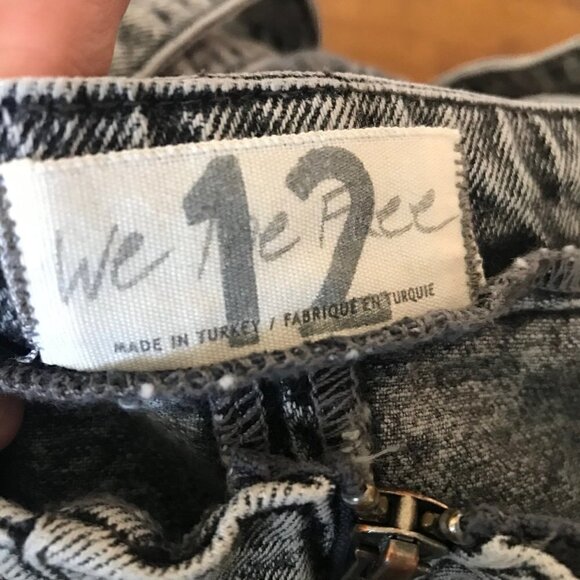 We The Free
12
MADE IN TURKEY / FABRIQUE EN TURQUIE